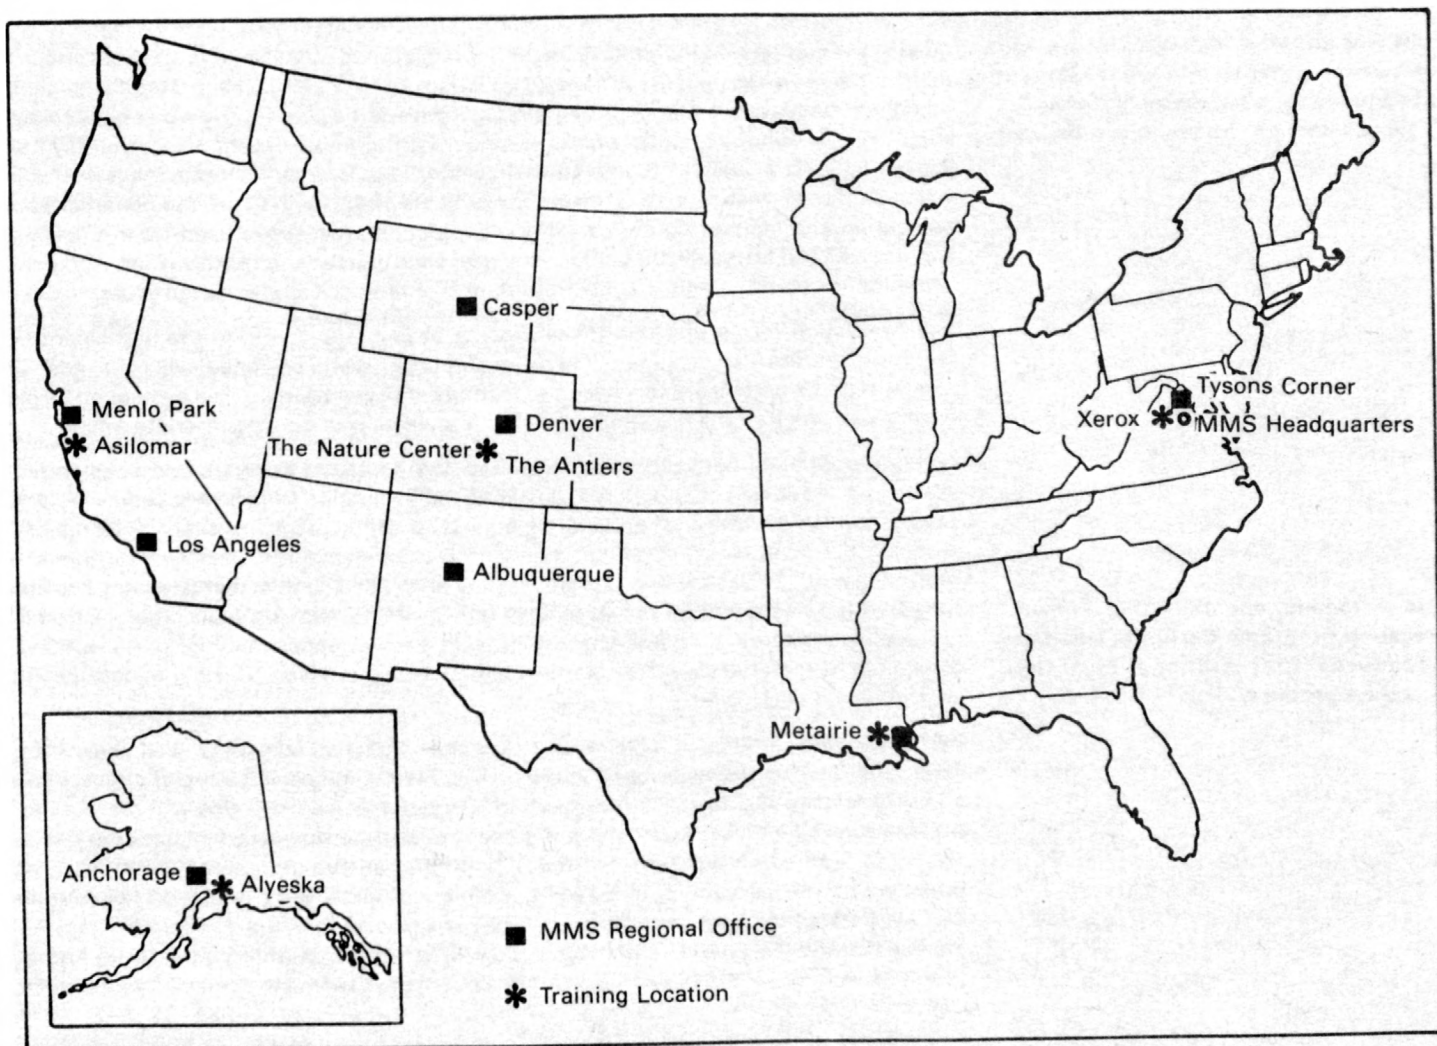 Casper
Menlo Park
Asilomar
The Nature Center
Denver
The Antlers
Los Angeles
Albuquerque
Tysons Corner
Xerox
MMS Headquarters
Metairie
Anchorage
Alyeska
MMS Regional Office
Training Location